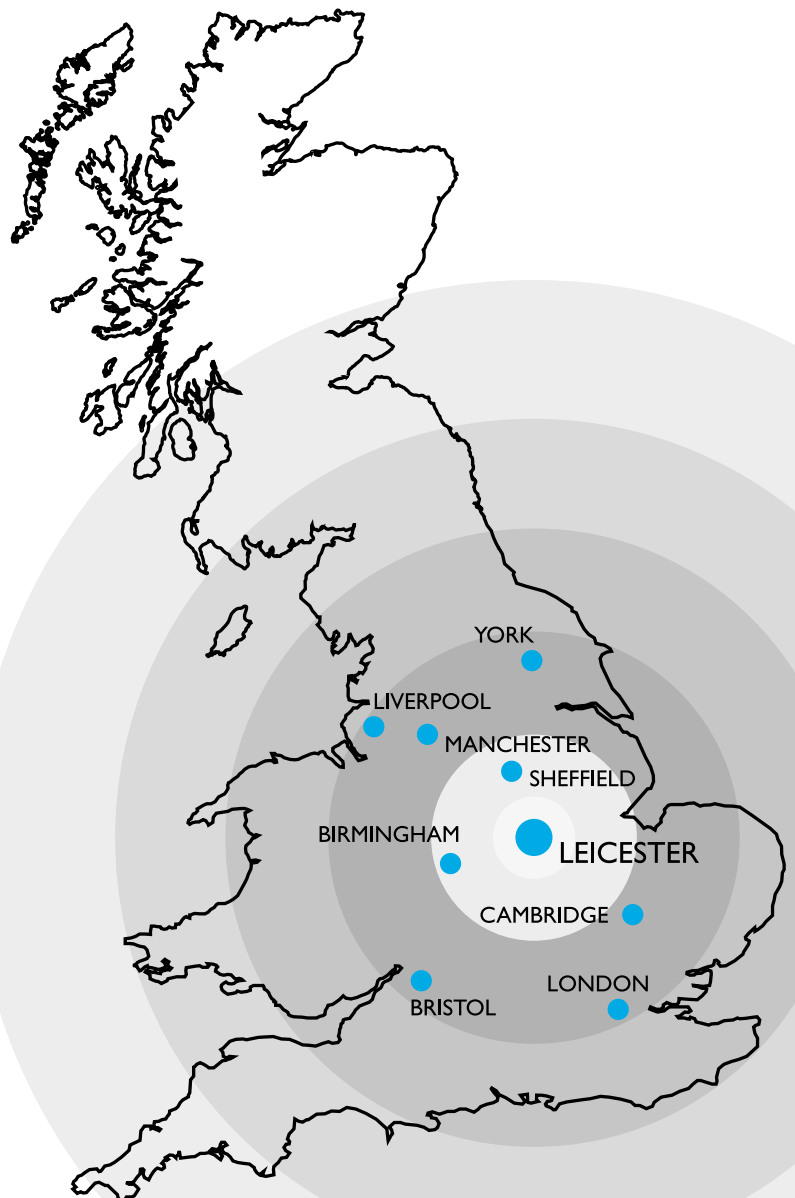 YORK
LIVERPOOL
MANCHESTER
SHEFFIELD
BIRMINGHAM
LEICESTER
CAMBRIDGE
LONDON
BRISTOL